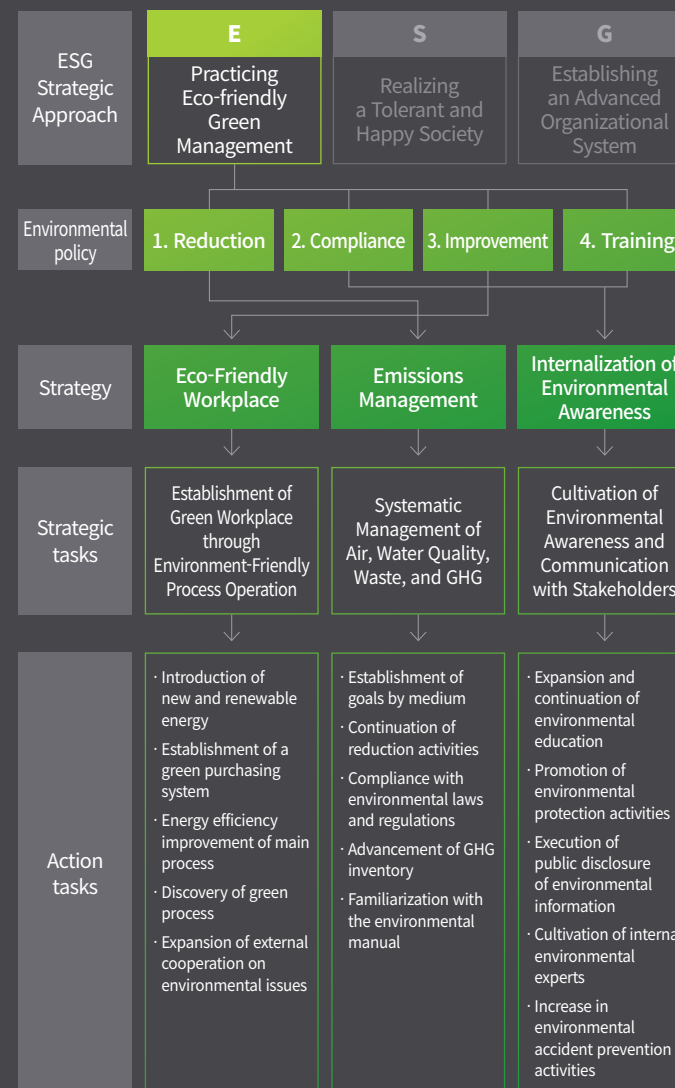 ESG
Strategic
Approach
E
Practicing
Eco-friendly
Green
Management
S
Realizing
a Tolerant and
Happy Society
G
Establishing
an Advanced
Organizational
System
Environmental
policy
1. Reduction
2. Compliance
3. Improvement
4. Training
Strategy
Eco-Friendly
Workplace
Emissions
Management
Internalization of
Environmental
Awareness
Strategic
tasks
Establishment of
Green Workplace
through
Environment-Friendly
Process Operation
Systematic
Management of
Air, Water Quality,
Waste, and GHG
Cultivation of
Environmental
Awareness and
Communication
with Stakeholders
Action
tasks
· Introduction of
new and renewable
energy
· Establishment of a
green purchasing
system
· Energy efficiency
improvement of main
process
· Discovery of green
process
· Expansion of external
cooperation on
environmental issues
· Establishment of
goals by medium
· Continuation of
reduction activities
· Compliance with
environmental laws
and regulations
· Advancement of GHG
inventory
· Familiarization with
the environmental
manual
· Expansion and
continuation of
environmental
education
· Promotion of
environmental
protection activities
· Execution of
public disclosure
of environmental
information
· Cultivation of interna
environmental
experts
· Increase in
environmental
accident prevention
activities